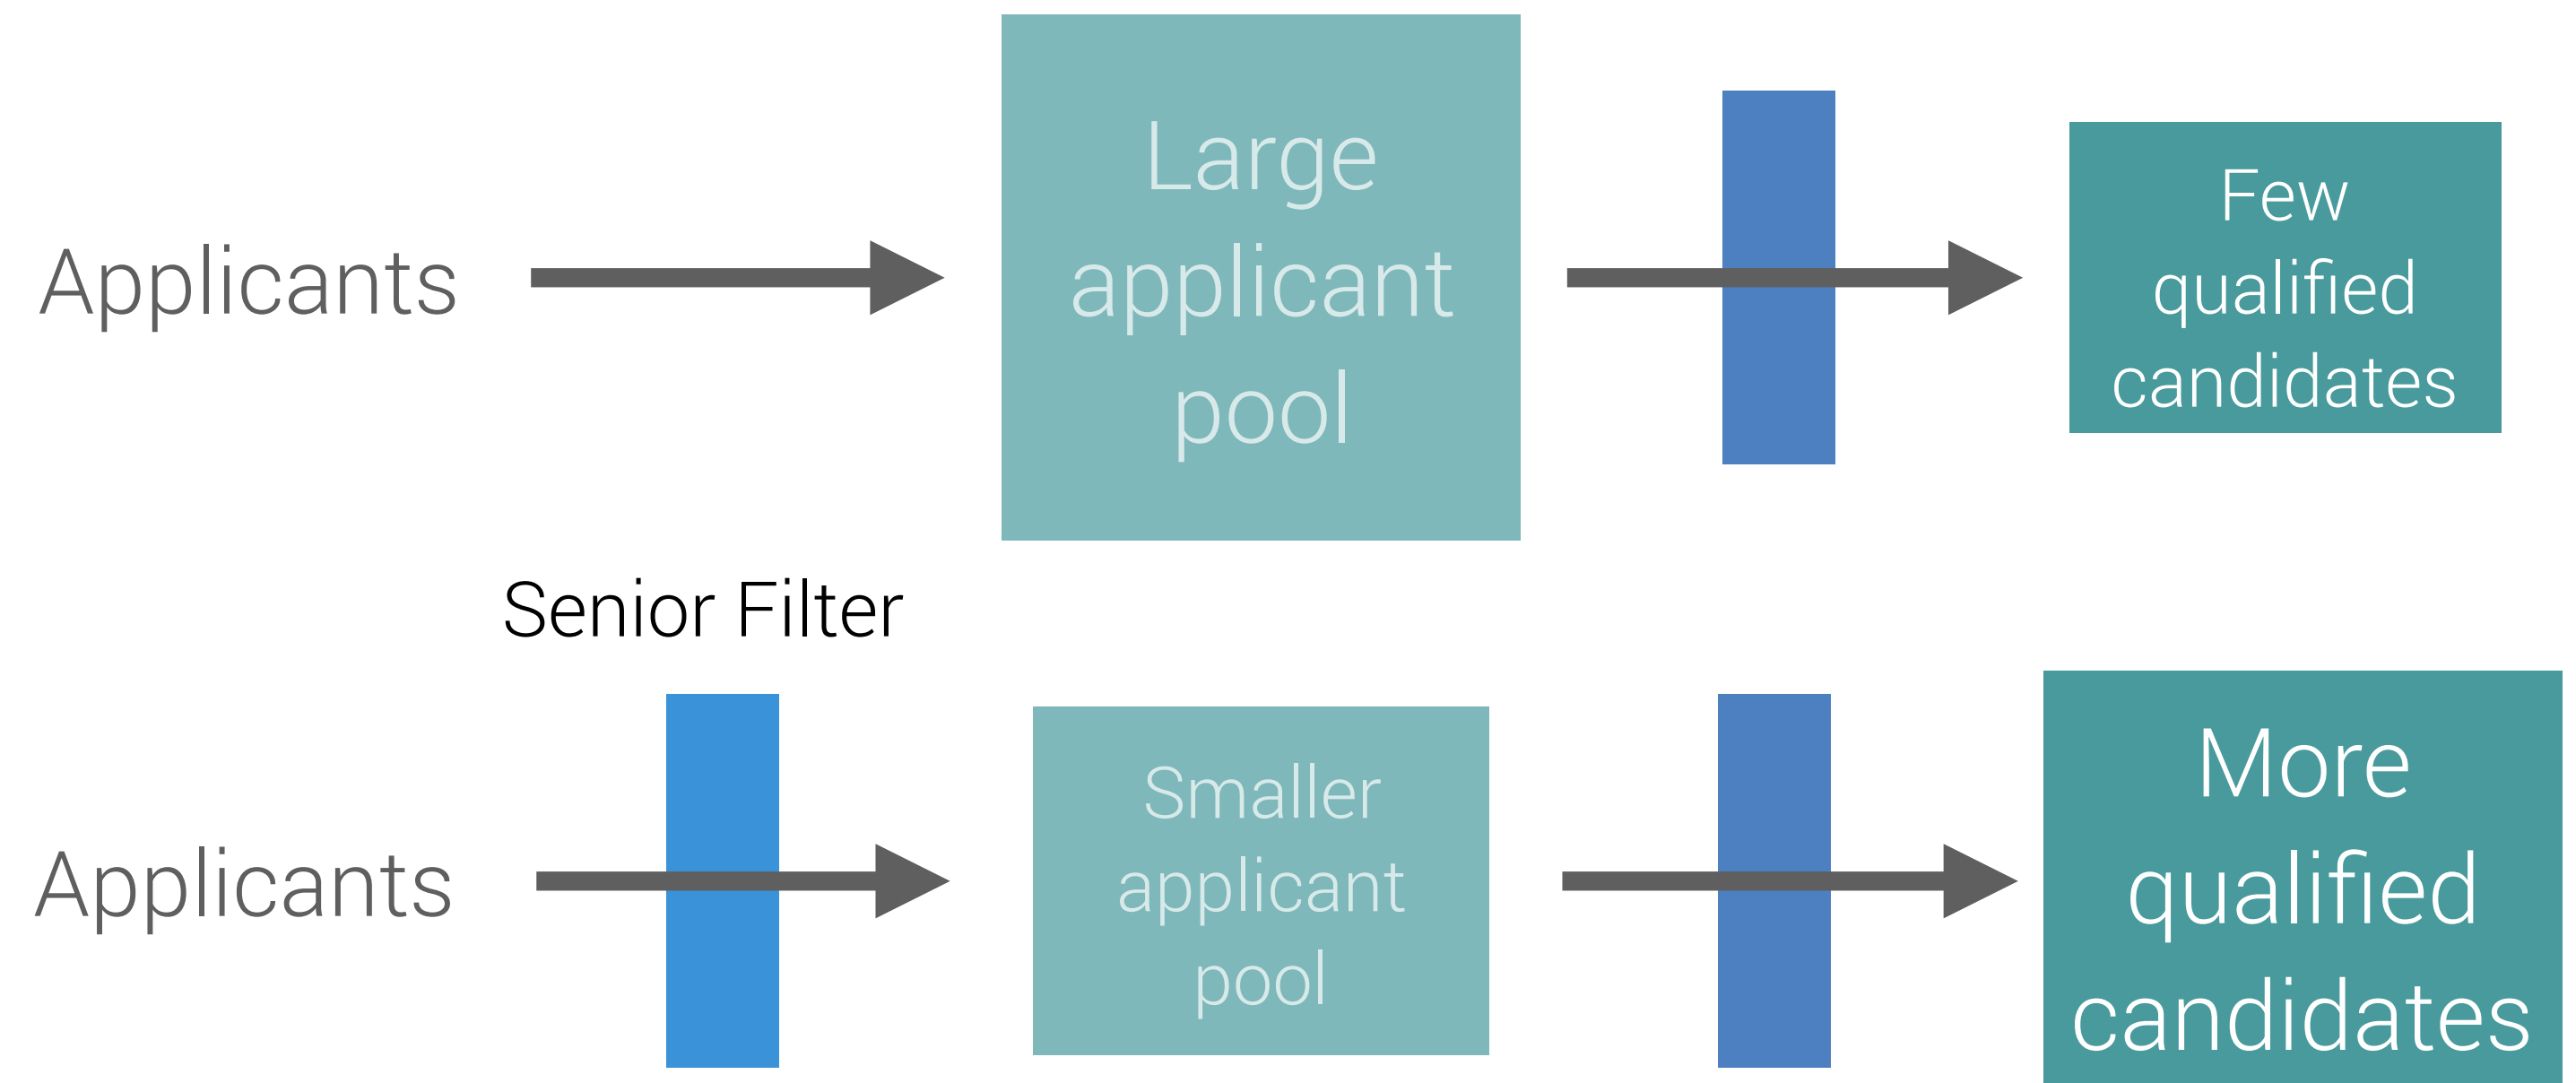 Applicants
Large
applicant
pool
Few
qualified
candidates
Senior Filter
Applicants
Smaller
applicant
pool
More
qualified
candidates